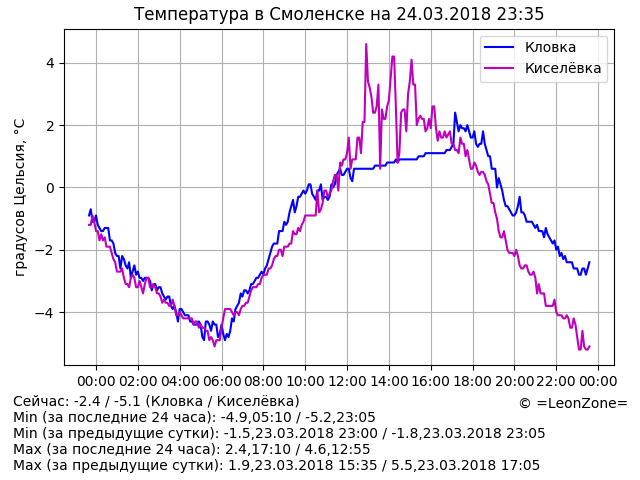 Температура в Смоленске на 24.03.2018 23:35
Кловка
Киселёвка
градусов Цельсия, °C
4
2
0
−2
−4
00:00 02:00 04:00 06:00 08:00 10:00 12:00 14:00 16:00 18:00 20:00 22:00 00:00
Сейчас: -2.4 / -5.1 (Кловка / Киселёвка)
© =LeonZone=
Min (за последние 24 часа): -4.9,05:10 / -5.2,23:05
Min (за предыдущие сутки): -1.5,23.03.2018 23:00 / -1.8,23.03.2018 23:05
Max (за последние 24 часа): 2.4,17:10 / 4.6,12:55
Max (за предыдущие сутки): 1.9,23.03.2018 15:35 / 5.5,23.03.2018 17:05